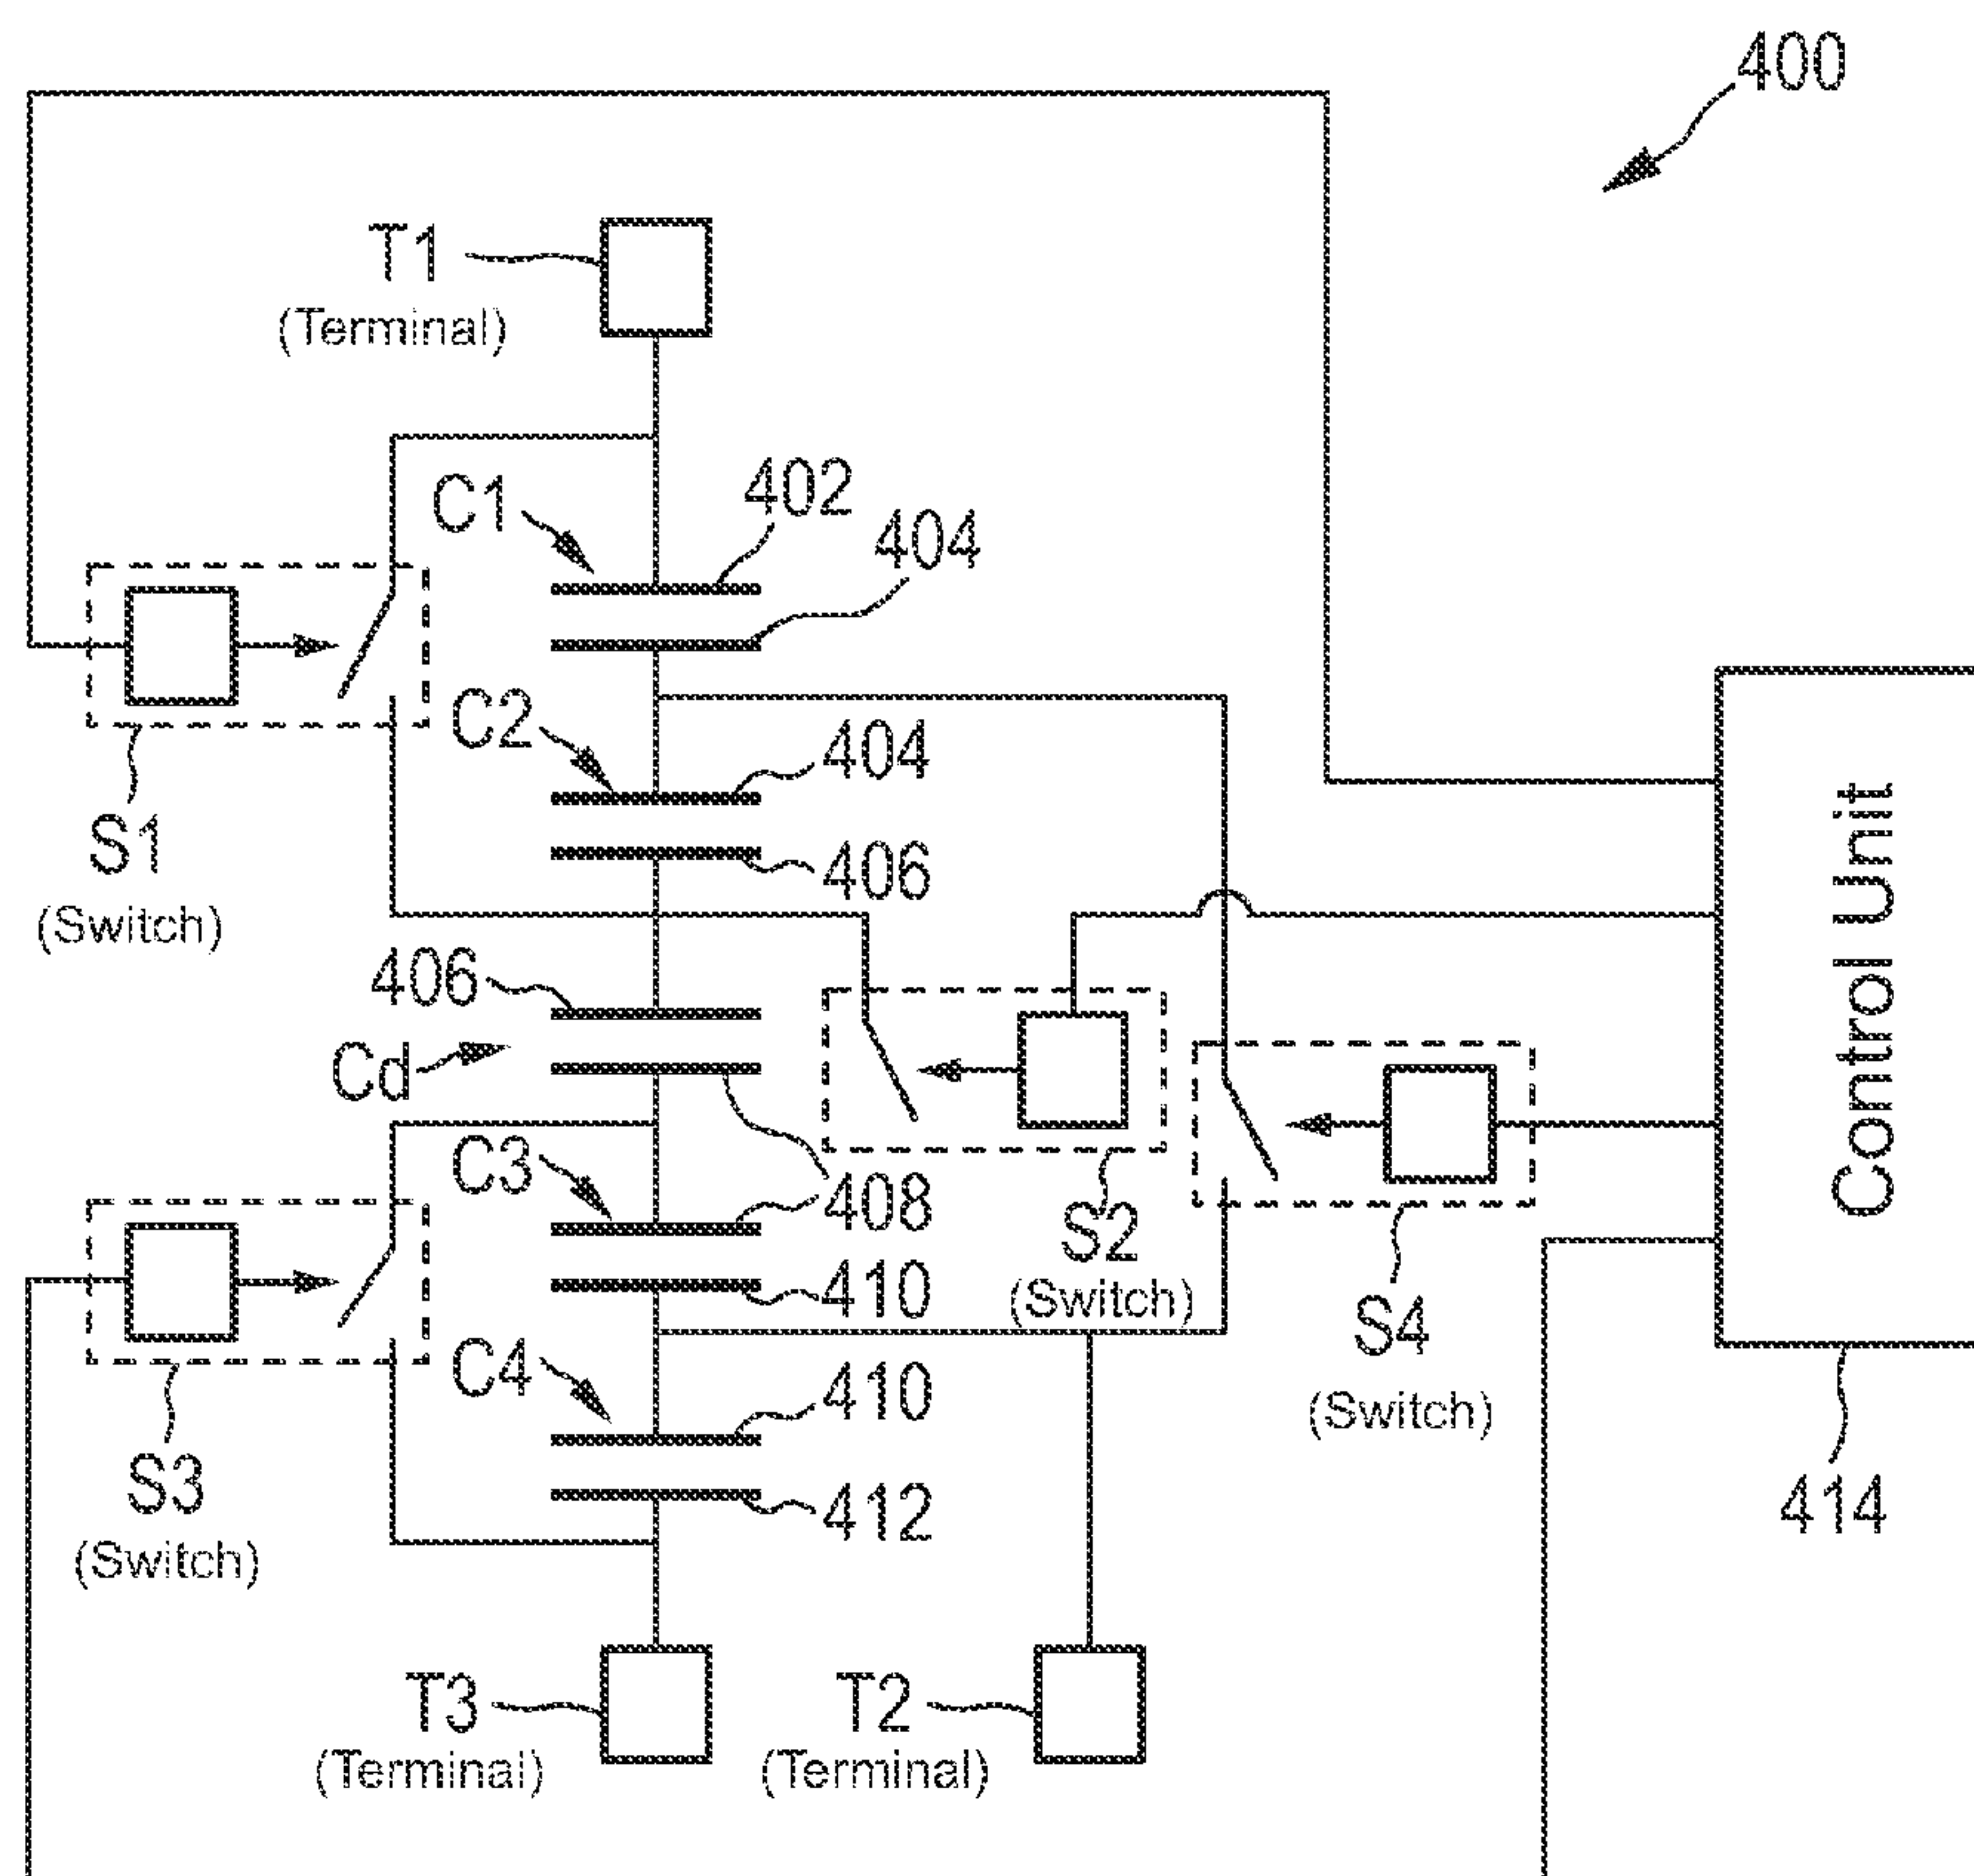 400
T1
(Terminal)
C1
402
404
C2
404
S1
(Switch)
406
406
Cd
Control Unit
C3
408
S2
(Switch)
410
S4
(Switch)
C4
410
S3
(Switch)
412
414
T3
(Terminal)
T2
(Terminal)